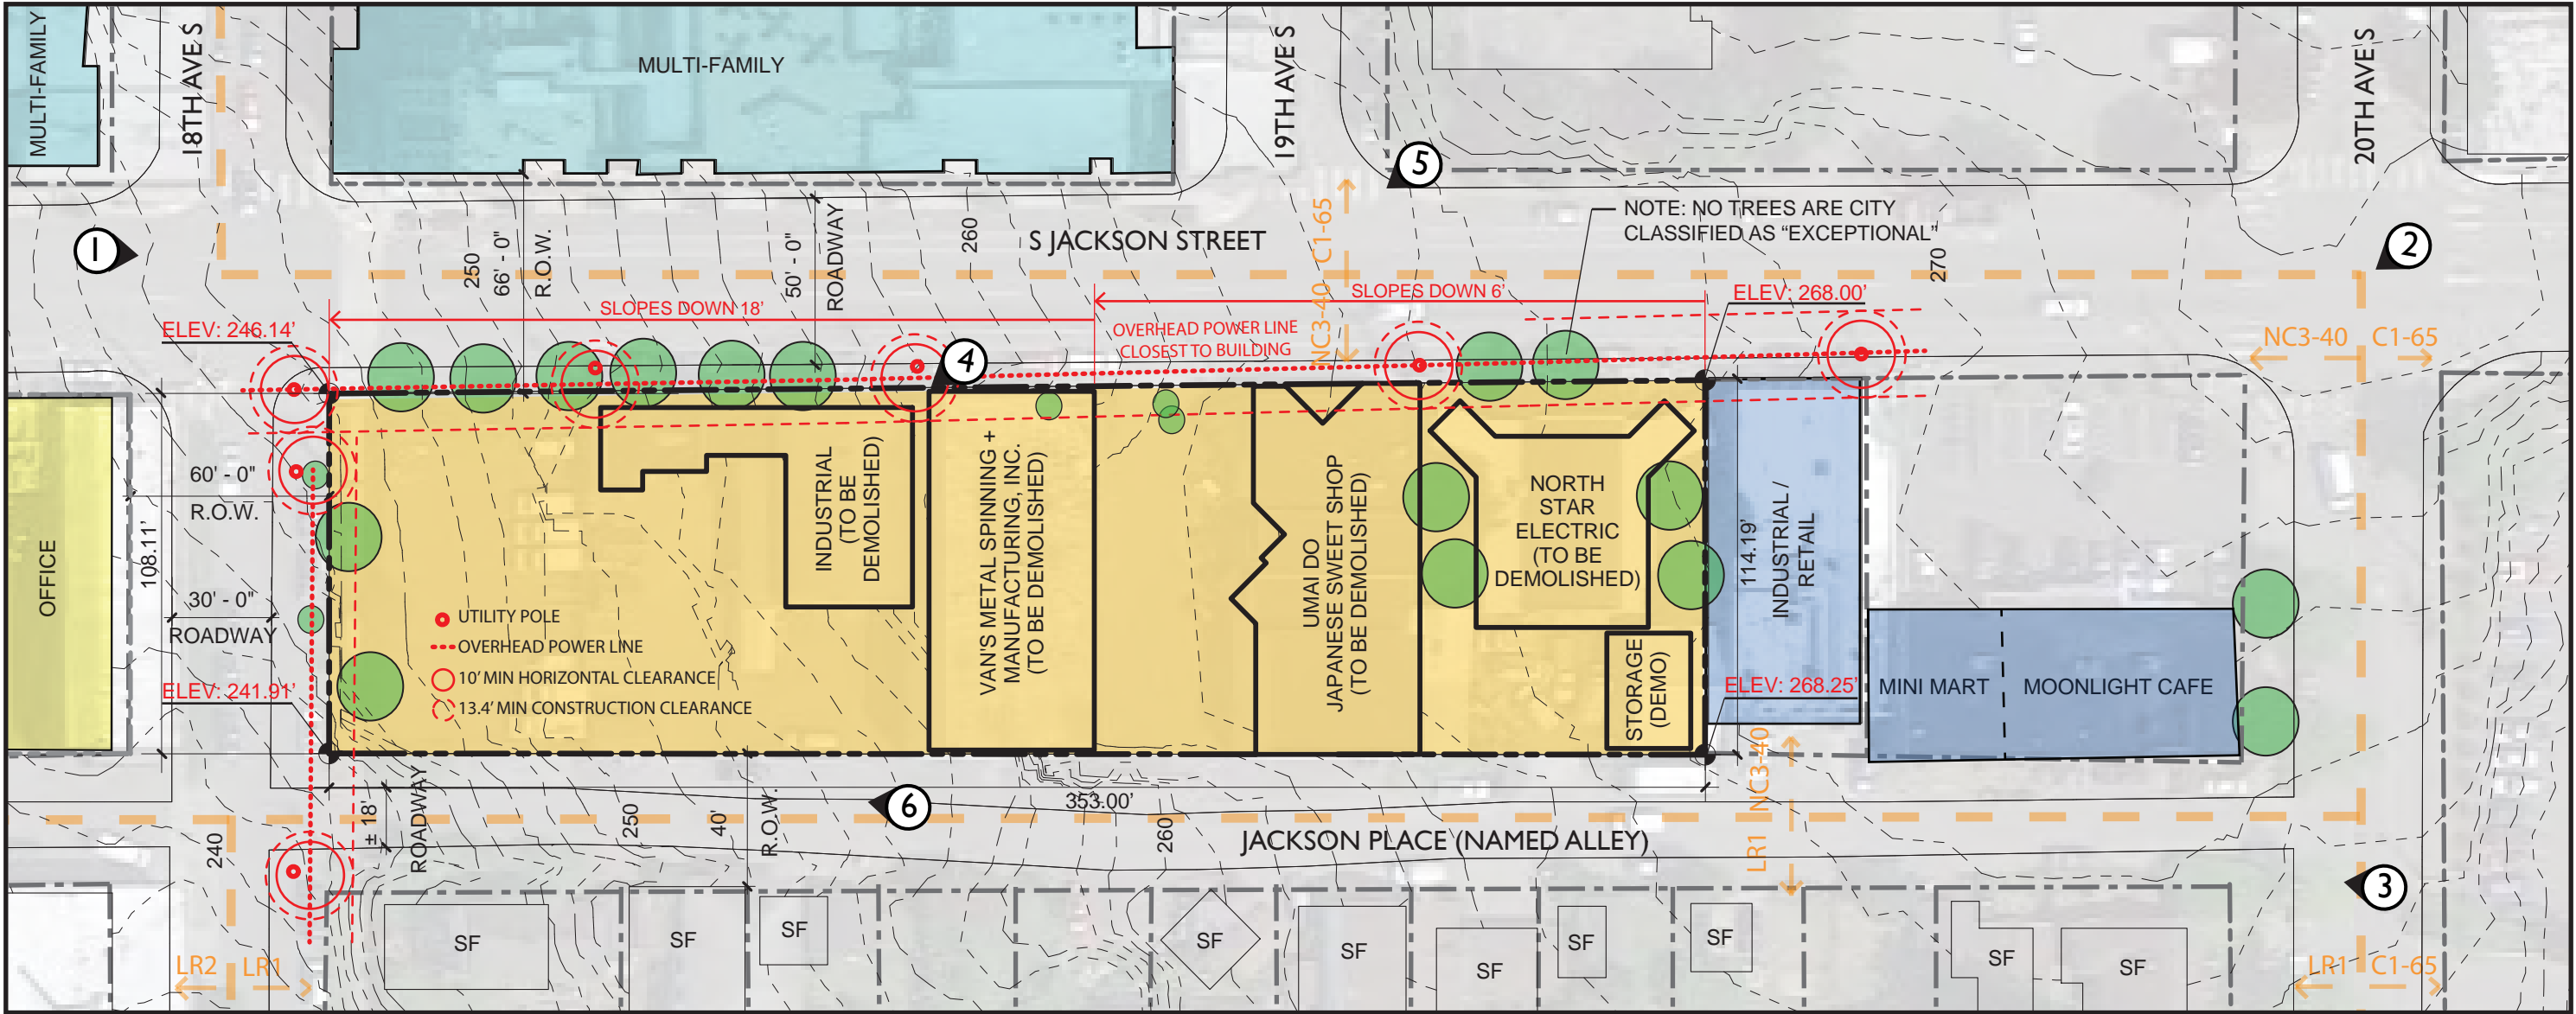 MULTI-FAMILY
18TH AVE S
MULTI-FAMILY
19TH AVE S
20TH AVE S
5
NOTE: NO TREES ARE CITY
CLASSIFIED AS “EXCEPTIONAL”
1
2
S JACKSON STREET
250
66' - 0"
R.O.W.
50' - 0"
ROADWAY
260
NC3-40 C1-65
270
SLOPES DOWN 18’
SLOPES DOWN 6’
ELEV: 268.00’
ELEV: 246.14’
OVERHEAD POWER LINE
CLOSEST TO BUILDING
NC3-40 C1-65
4
60' - 0"
R.O.W.
108.11'
30' - 0"
ROADWAY
OFFICE
ELEV: 241.91’
INDUSTRIAL
(TO BE
DEMOLISHED)
VAN'S METAL SPINNING +
MANUFACTURING, INC.
(TO BE DEMOLISHED)
UMAI DO
JAPANESE SWEET SHOP
(TO BE DEMOLISHED)
NORTH
STAR
ELECTRIC
(TO BE
DEMOLISHED)
STORAGE
(DEMO)
114.19'
INDUSTRIAL /
RETAIL
ELEV: 268.25’
MINI MART
MOONLIGHT CAFE
UTILITY POLE
OVERHEAD POWER LINE
10’ MIN HORIZONTAL CLEARANCE
13.4’ MIN CONSTRUCTION CLEARANCE
LR1 NC3-40
6
353.00'
240
± 18'
ROADWAY
250
40'
R.O.W.
260
JACKSON PLACE (NAMED ALLEY)
3
LR2 LR1
SF
SF
SF
SF
SF
SF
SF
SF
SF
SF
LR1 C1-65